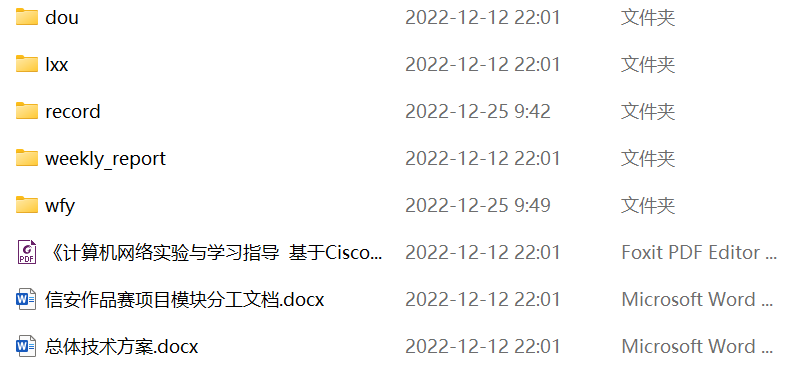 dou 2022-12-12 22:01 文件夹
lxx 2022-12-12 22:01 文件夹
record 2022-12-25 9:42 文件夹
weekly_report 2022-12-12 22:01 文件夹
wfy 2022-12-25 9:49 文件夹
《计算机网络实验与学习指导 基于Cisco... 2022-12-12 22:01 Foxit PDF Editor ...
信安作品赛项目模块分工文档.docx 2022-12-12 22:01 Microsoft Word ...
总体技术方案.docx 2022-12-12 22:01 Microsoft Word ...